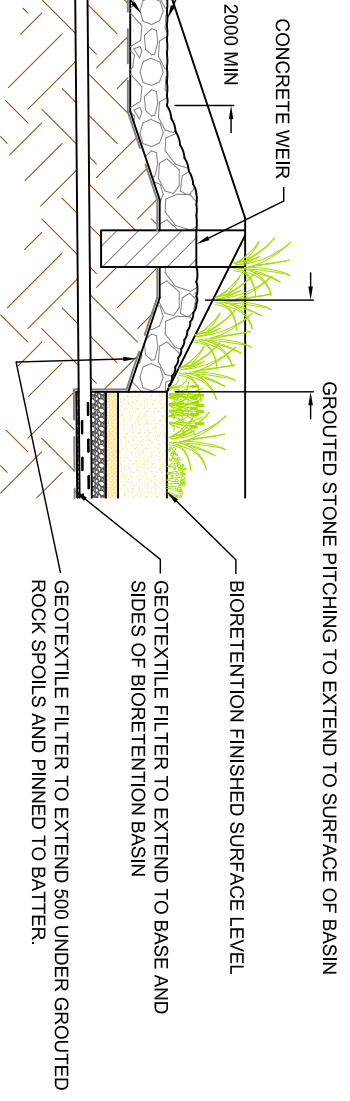 2000 MIN
CONCRETE WEIR
GROUTED STONE PITCHING TO EXTEND TO SURFACE OF BASIN
BIORETENTION FINISHED SURFACE LEVEL
GEOTEXTILE FILTER TO EXTEND TO BASE AND
SIDES OF BIORETENTION BASIN
GEOTEXTILE FILTER TO EXTEND 500 UNDER GROUTED
ROCK SPOILS AND PINNED TO BATTER.